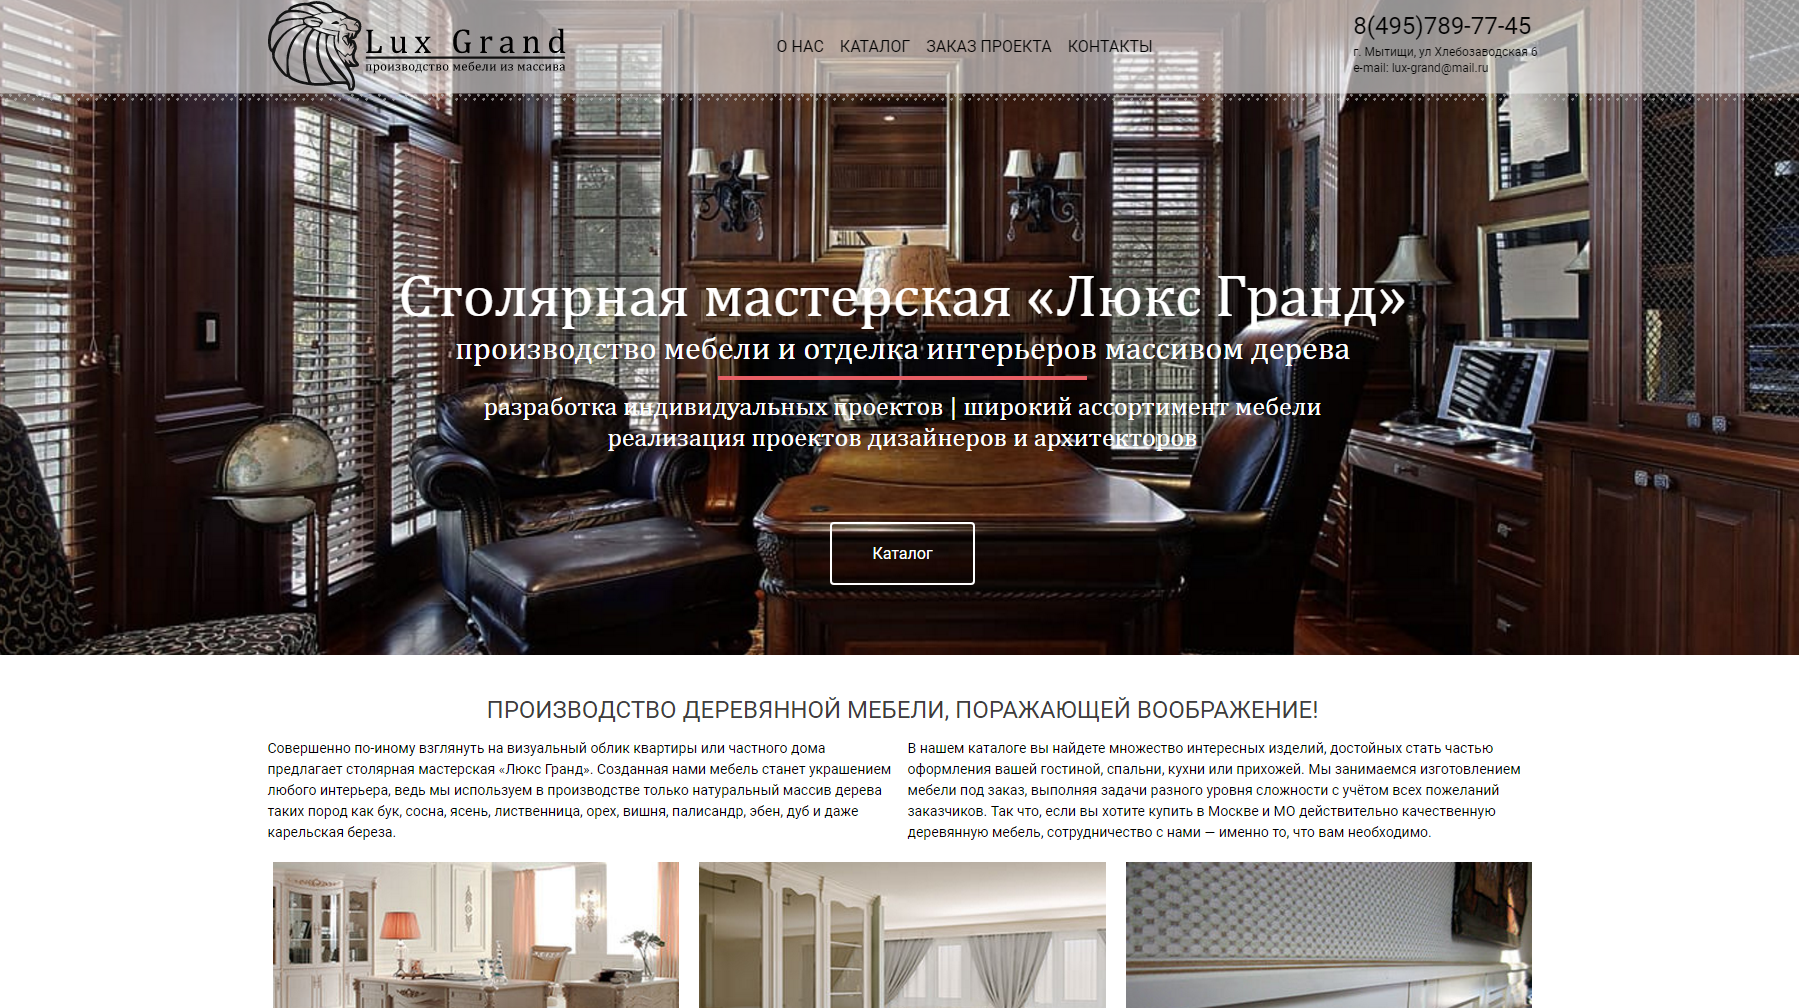 Lux Grand
производство мебели из массива
О НАС КАТАЛОГ ЗАКАЗ ПРОЕКТА КОНТАКТЫ
8(495)789-77-45
г. Мытищи, ул Хлебозаводская 6
e-mail: lux-grand@mail.ru
Столярная мастерская «Люкс Гранд»
производство мебели и отделка интерьеров массивом дерева
разработка индивидуальных проектов | широкий ассортимент мебели
реализация проектов дизайнеров и архитекторов
Каталог
ПРОИЗВОДСТВО ДЕРЕВЯННОЙ МЕБЕЛИ, ПОРАЖАЮЩЕЙ ВООБРАЖЕНИЕ!
Совершенно по-иному взглянуть на визуальный облик квартиры или частного дома
предлагает столярная мастерская «Люкс Гранд». Созданная нами мебель станет украшением
любого интерьера, ведь мы используем в производстве только натуральный массив дерева
таких пород как бук, сосна, ясень, лиственница, орех, вишня, палисандр, эбен, дуб и даже
карельская береза.
В нашем каталоге вы найдете множество интересных изделий, достойных стать частью
оформления вашей гостиной, спальни, кухни или прихожей. Мы занимаемся изготовлением
мебели под заказ, выполняя задачи разного уровня сложности с учётом всех пожеланий
заказчиков. Так что, если вы хотите купить в Москве и МО действительно качественную
деревянную мебель, сотрудничество с нами — именно то, что вам необходимо.